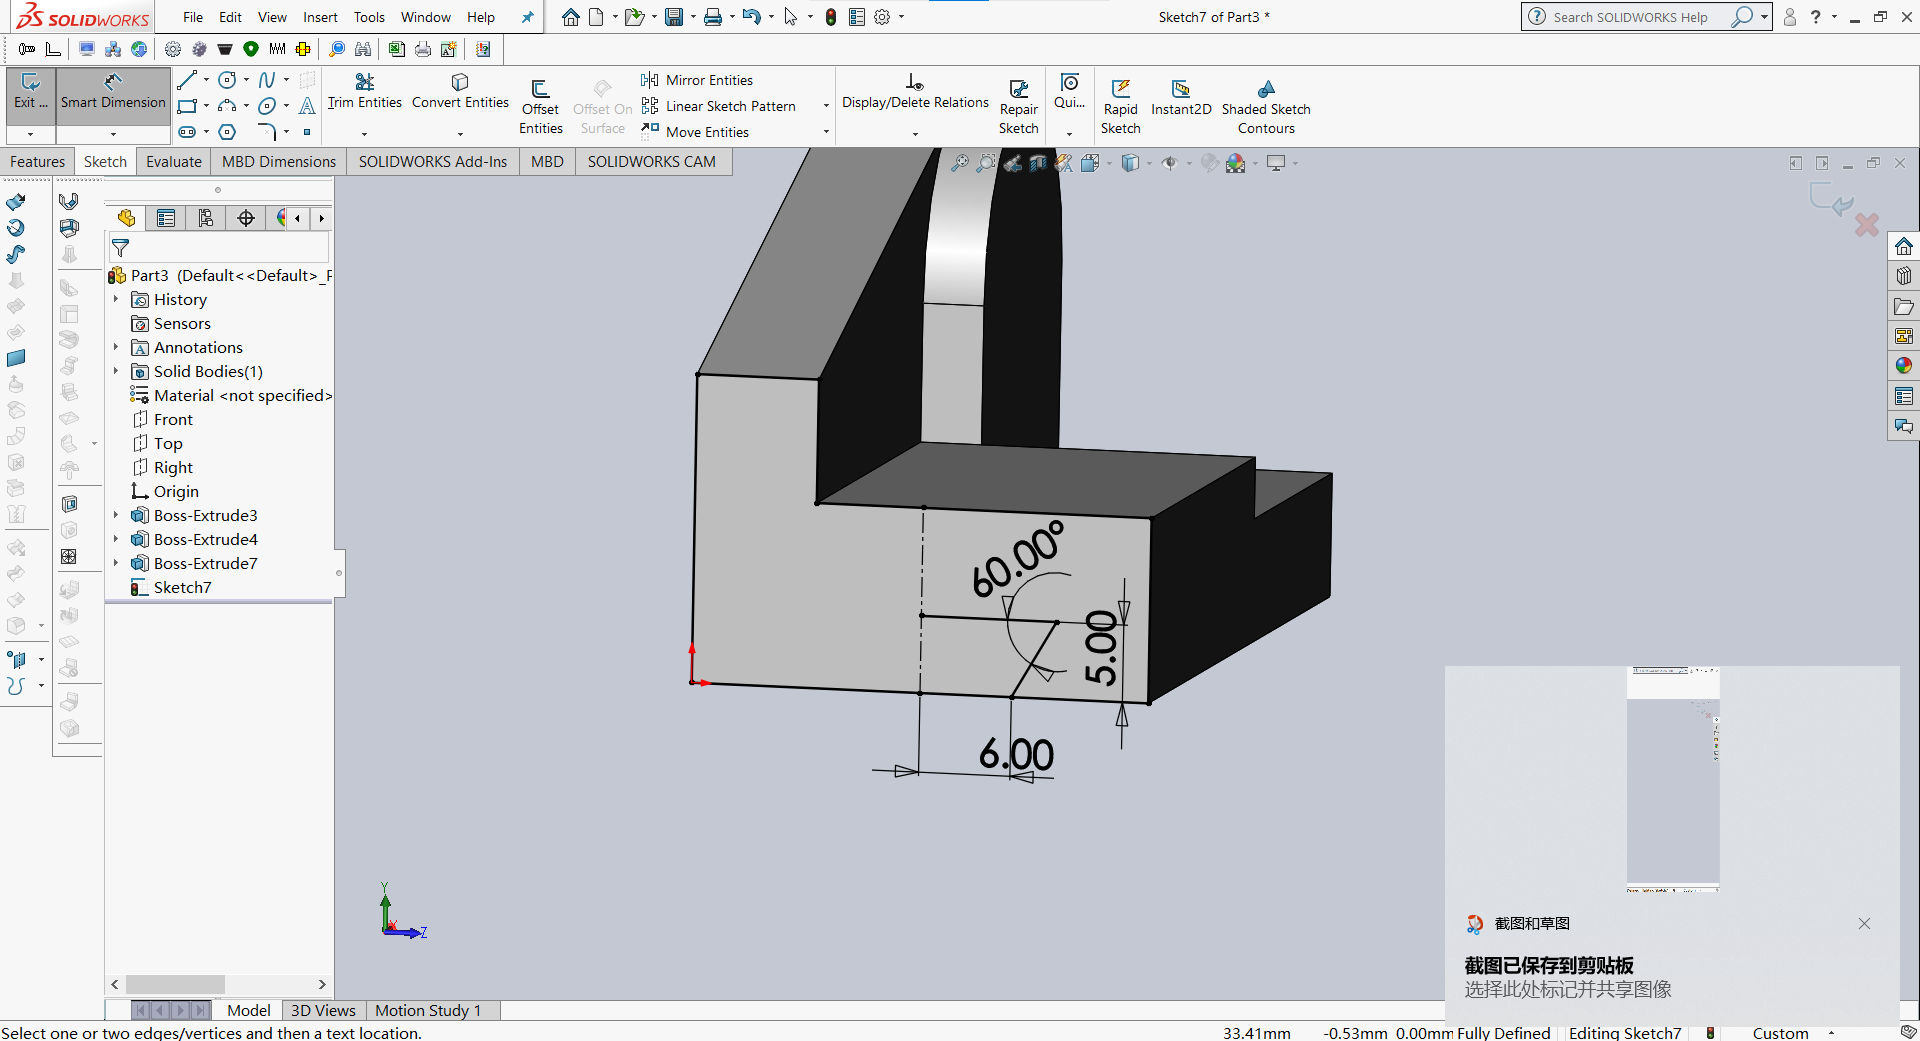 SOLIDWORKS
File Edit View Insert Tools Window Help
Sketch7 of Part3 *
Search SOLIDWORKS Help
Exit ...
Smart Dimension
Trim Entities
Convert Entities
Offset Entities
Offset On Surface
Mirror Entities
Linear Sketch Pattern
Move Entities
Display/Delete Relations
Repair Sketch
Qui...
Rapid Sketch
Instant2D
Shaded Sketch Contours
Features Sketch Evaluate MBD Dimensions SOLIDWORKS Add-Ins MBD SOLIDWORKS CAM
Part3 (Default<<Default>_P
History
Sensors
Annotations
Solid Bodies(1)
Material <not specified>
Front
Top
Right
Origin
Boss-Extrude3
Boss-Extrude4
Boss-Extrude7
Sketch7
60.00°
5.00
6.00
Y
X
Z
截图和草图
截图已保存到剪贴板
选择此处标记并共享图像
Model 3D Views Motion Study 1
Select one or two edges/vertices and then a text location.
33.41mm -0.53mm 0.00mm Fully Defined Editing Sketch7 Custom